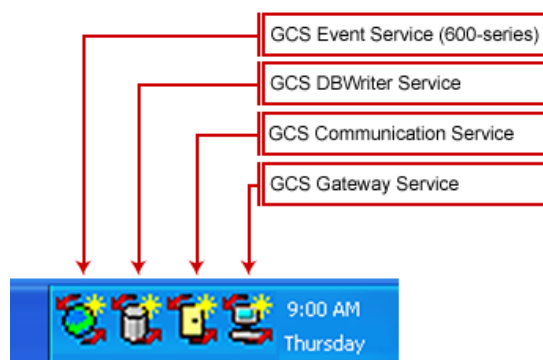 GCS Event Service (600-series)
GCS DBWriter Service
GCS Communication Service
GCS Gateway Service
9:00 AM
Thursday